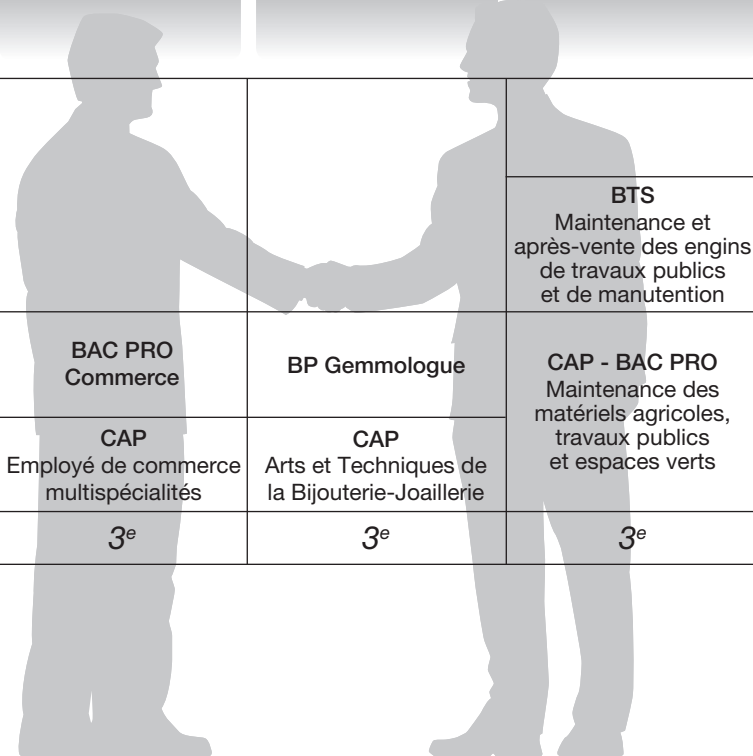 BTS
Maintenance et
après-vente des engins
de travaux publics
et de manutention
BAC PRO
Commerce
BP Gemmologue
CAP - BAC PRO
Maintenance des
matériels agricoles,
travaux publics
et espaces verts
CAP
Employé de commerce
multispécialités
CAP
Arts et Techniques de
la Bijouterie-Joaillerie
3e
3e
3e